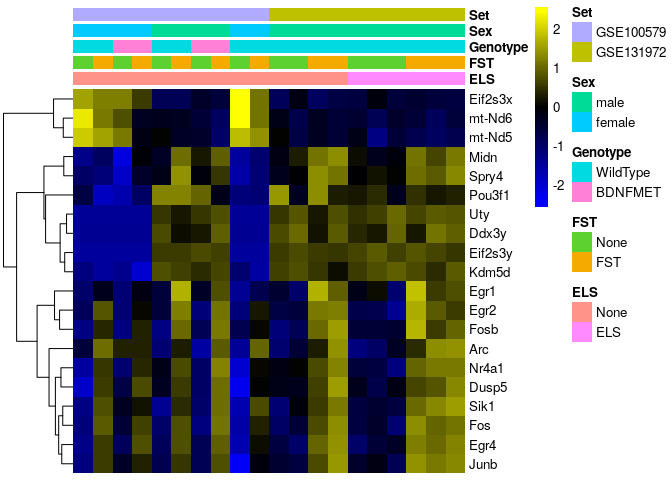 Set
Sex
Genotype
FST
ELS
Eif2s3x
mt-Nd6
mt-Nd5
Midn
Spry4
Pou3f1
Uty
Ddx3y
Eif2s3y
Kdm5d
Egr1
Egr2
Fosb
Arc
Nr4a1
Dusp5
Sik1
Fos
Egr4
Junb
2
1
0
-1
-2
Set
GSE100579
GSE131972
Sex
male
female
Genotype
WildType
BDNFMET
FST
None
FST
ELS
None
ELS